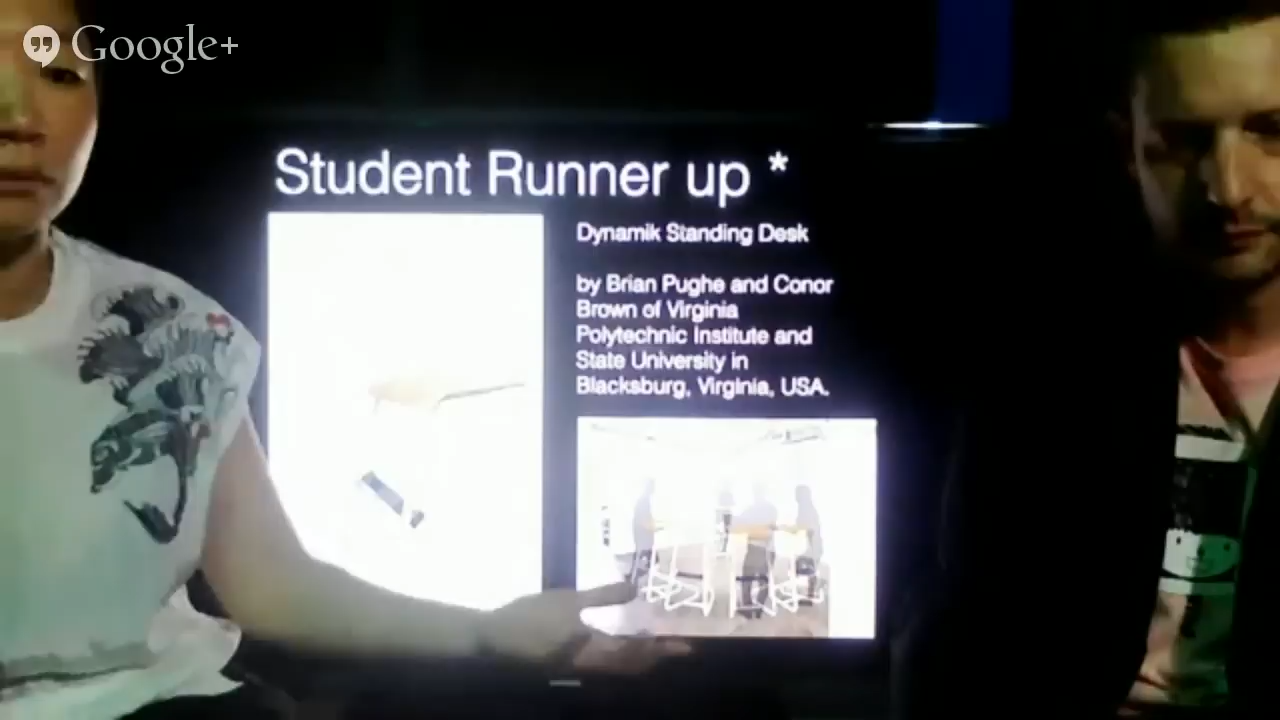 Google+
Student Runner up *
Dynamik Standing Desk
by Brian Pughe and Conor
Brown of Virginia
Polytechnic Institute and
State University in
Blacksburg, Virginia, USA.